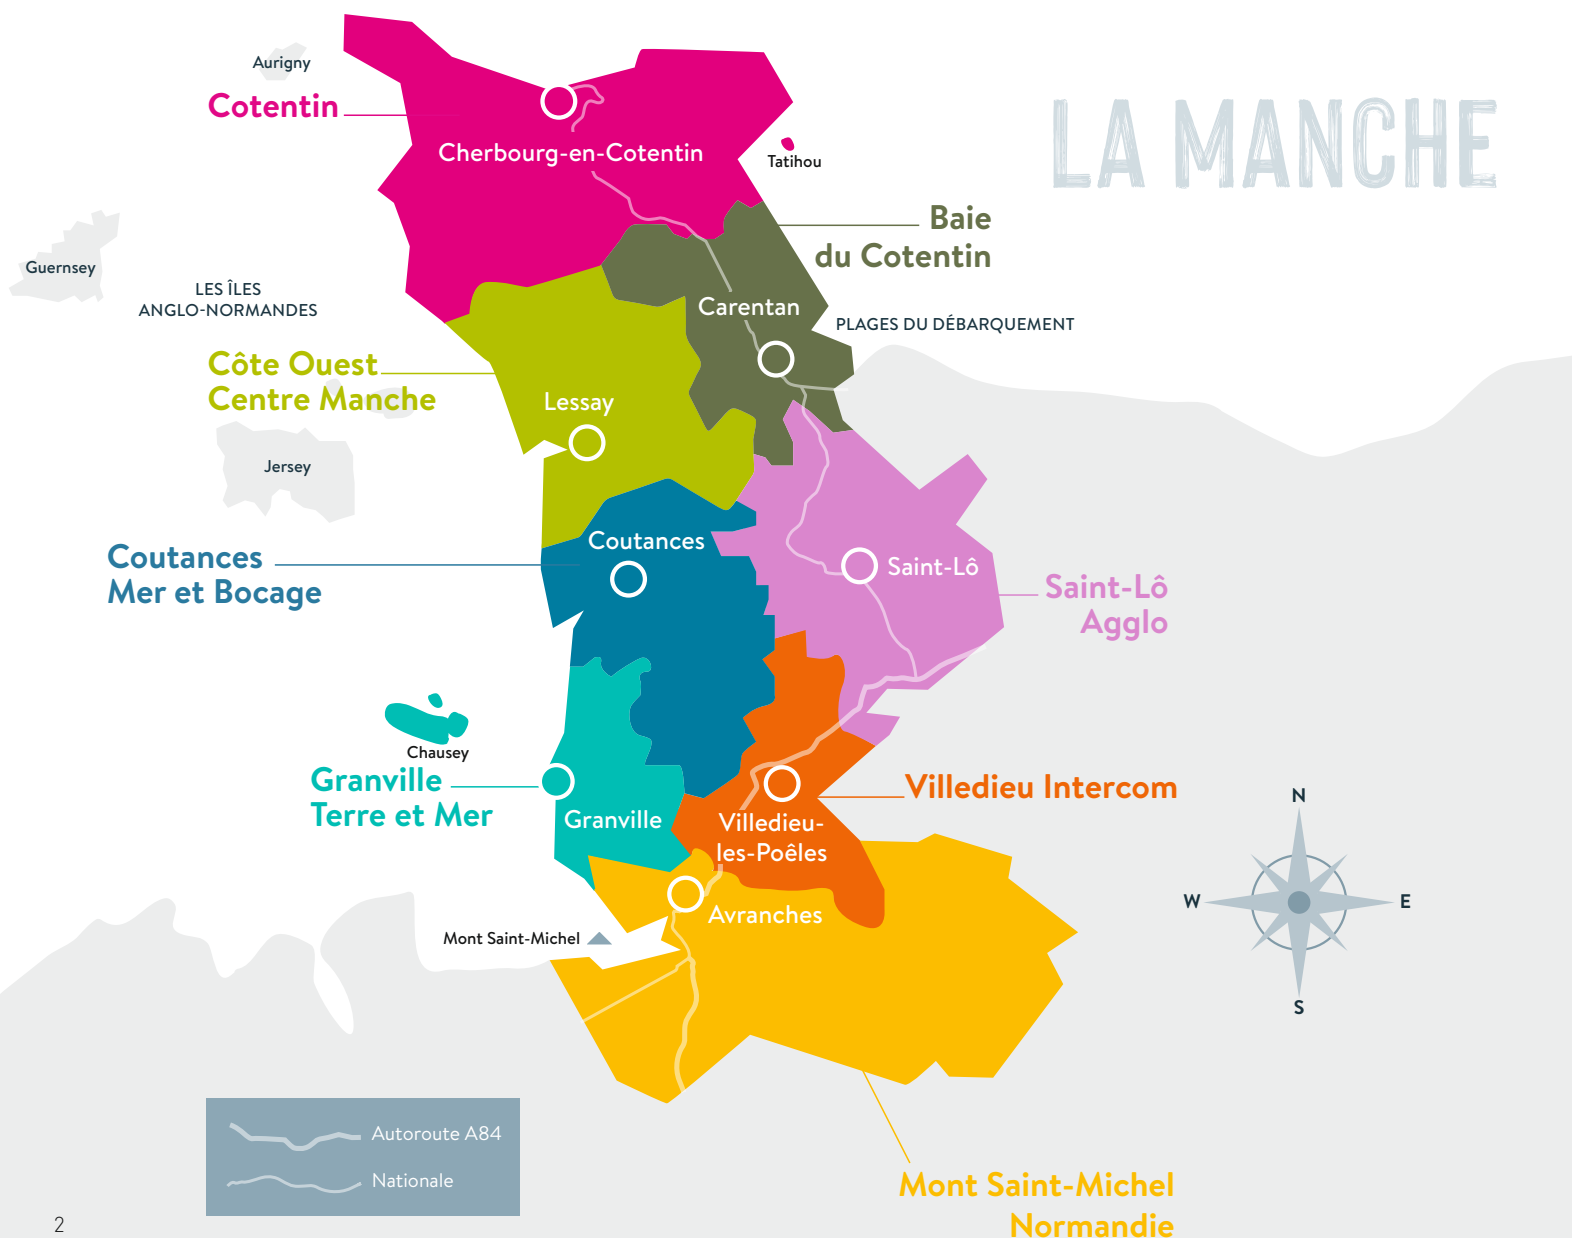 LA MANCHE
Aurigny
Cotentin
Cherbourg-en-Cotentin
Tatihou
Baie
du Cotentin
Guernsey
LES ÎLES
ANGLO-NORMANDES
Carentan
PLAGES DU DÉBARQUEMENT
Côte Ouest
Centre Manche
Lessay
Jersey
Coutances
Coutances
Mer et Bocage
Saint-Lô
Saint-Lô
Agglo
Chausey
Granville
Terre et Mer
Granville
Villedieu Intercom
Villedieu-
les-Poêles
N
W
E
S
Avranches
Mont Saint-Michel
Autoroute A84
Nationale
Mont Saint-Michel
Normandie
2